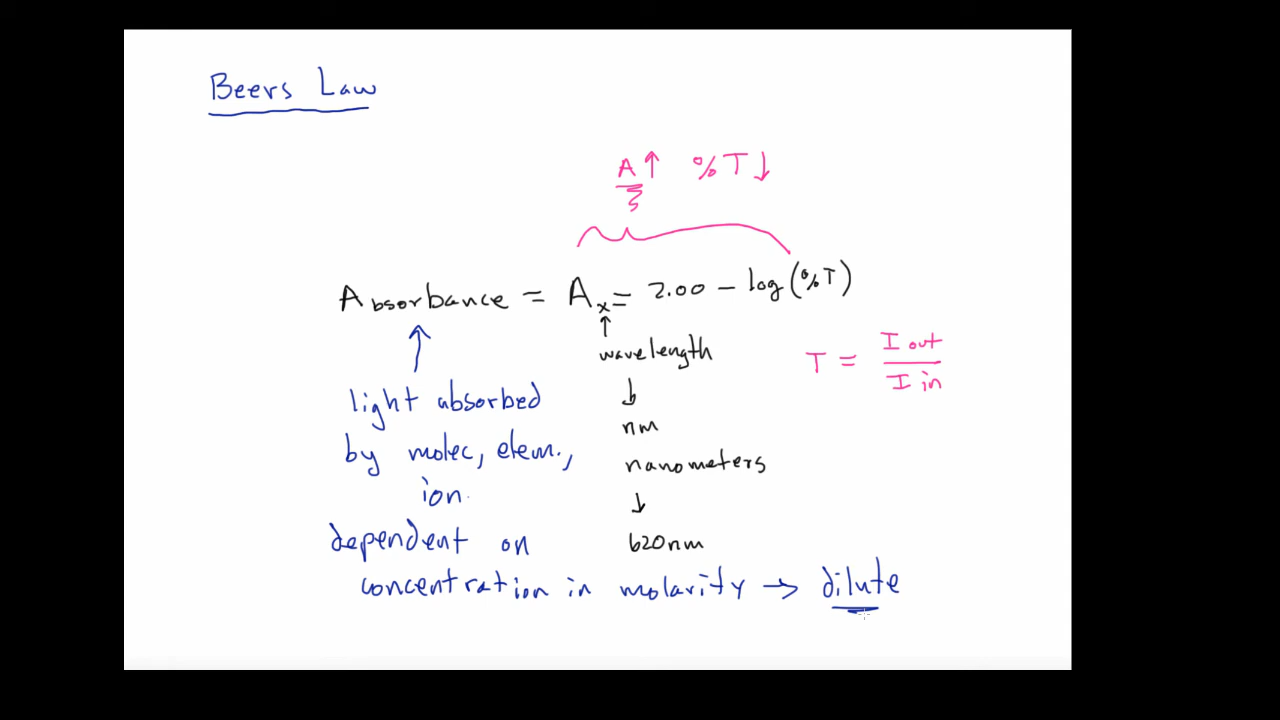 Beers Law
A↑ %T↓
Absorbance = Ax = 2.00 - log(%T)
↑
wavelength
↓
nm
nanometers
↓
620nm
T = I out / I in
↑
light absorbed
by molec, elem.,
ion.
dependent on
concentration in molarity → dilute